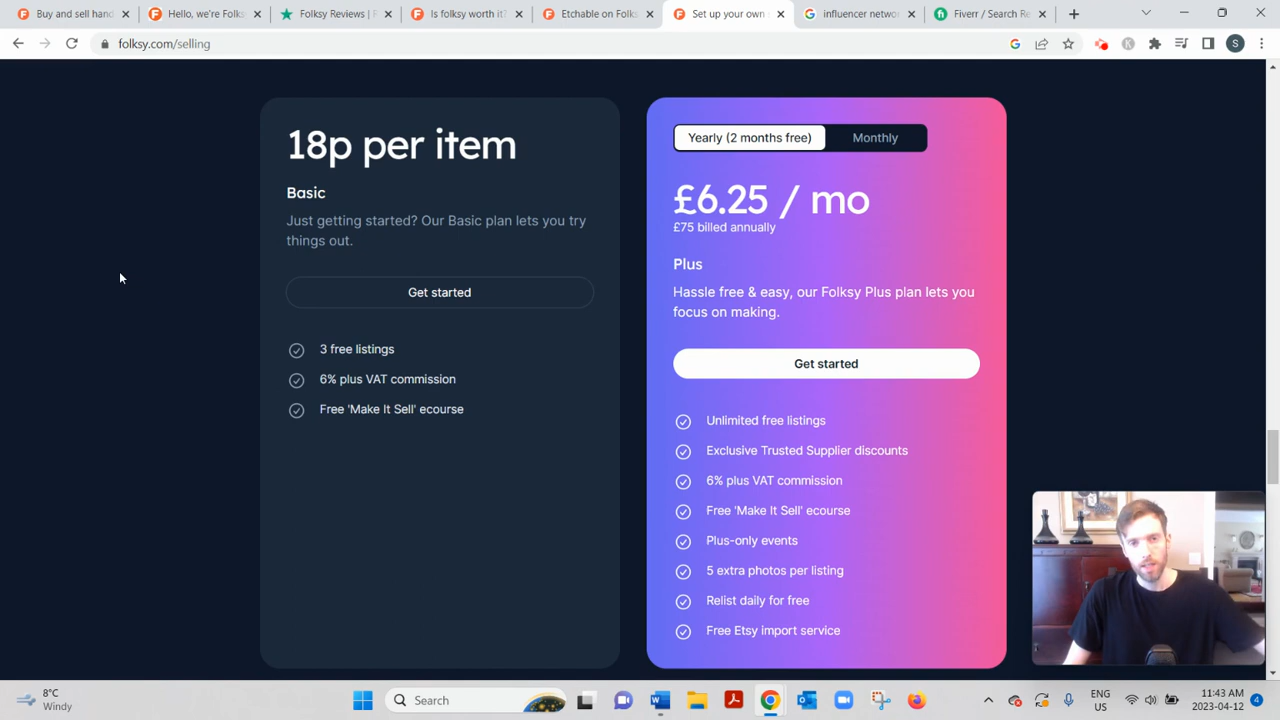 Buy and sell hand
Hello, we're Folks
Folksy Reviews | R
Is folksy worth it?
Etchable on Folks
Set up your own
influencer netwo
Fiverr / Search Re
folksy.com/selling
S
18p per item
Basic
Just getting started? Our Basic plan lets you try
things out.
Get started
3 free listings
6% plus VAT commission
Free 'Make It Sell' ecourse
Yearly (2 months free)
Monthly
£6.25 / mo
£75 billed annually
Plus
Hassle free & easy, our Folksy Plus plan lets you
focus on making.
Get started
Unlimited free listings
Exclusive Trusted Supplier discounts
6% plus VAT commission
Free 'Make It Sell' ecourse
Plus-only events
5 extra photos per listing
Relist daily for free
Free Etsy import service
8°C
Windy
Search
ENG
US
11:43 AM
2023-04-12
4